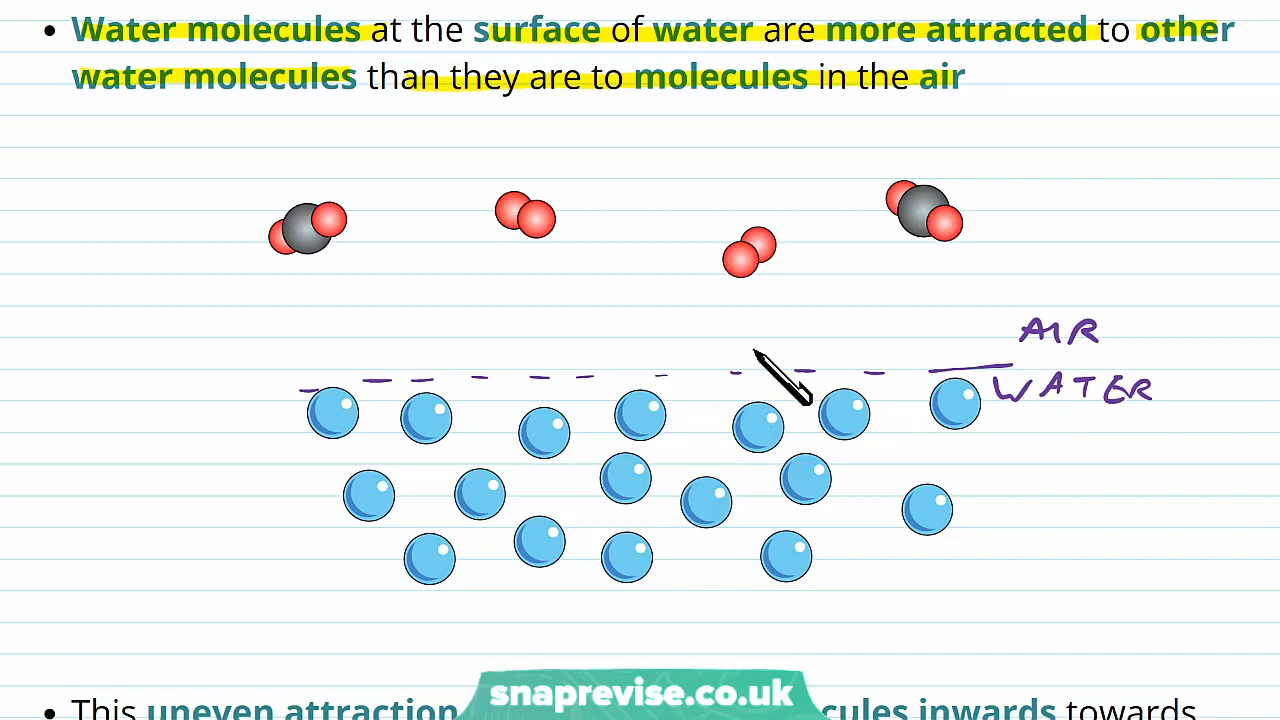 • Water molecules at the surface of water are more attracted to other
water molecules than they are to molecules in the air
AIR
WATER
• This uneven attraction cules inwards towards
snaprevise.co.uk